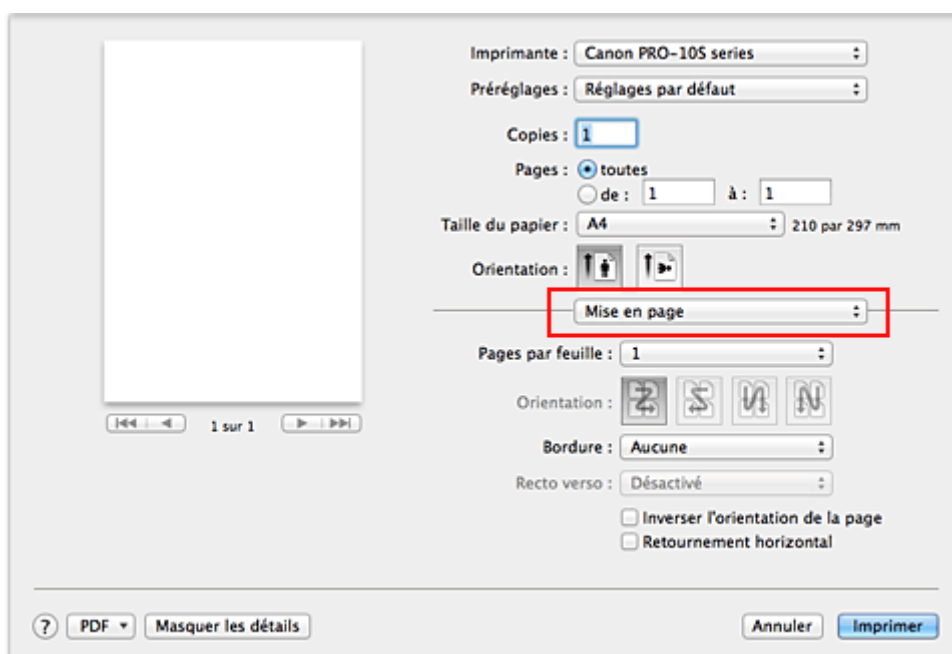 Imprimante : Canon PRO-10S series
Préréglages : Réglages par défaut
Copies : 1
Pages : toutes
de : 1 à : 1
Taille du papier : A4 210 par 297 mm
Orientation :
Mise en page
Pages par feuille : 1
Orientation :
Bordure : Aucune
Recto verso : Désactivé
Inverser l'orientation de la page
Retournement horizontal
1 sur 1
? PDF Masquer les détails Annuler Imprimer